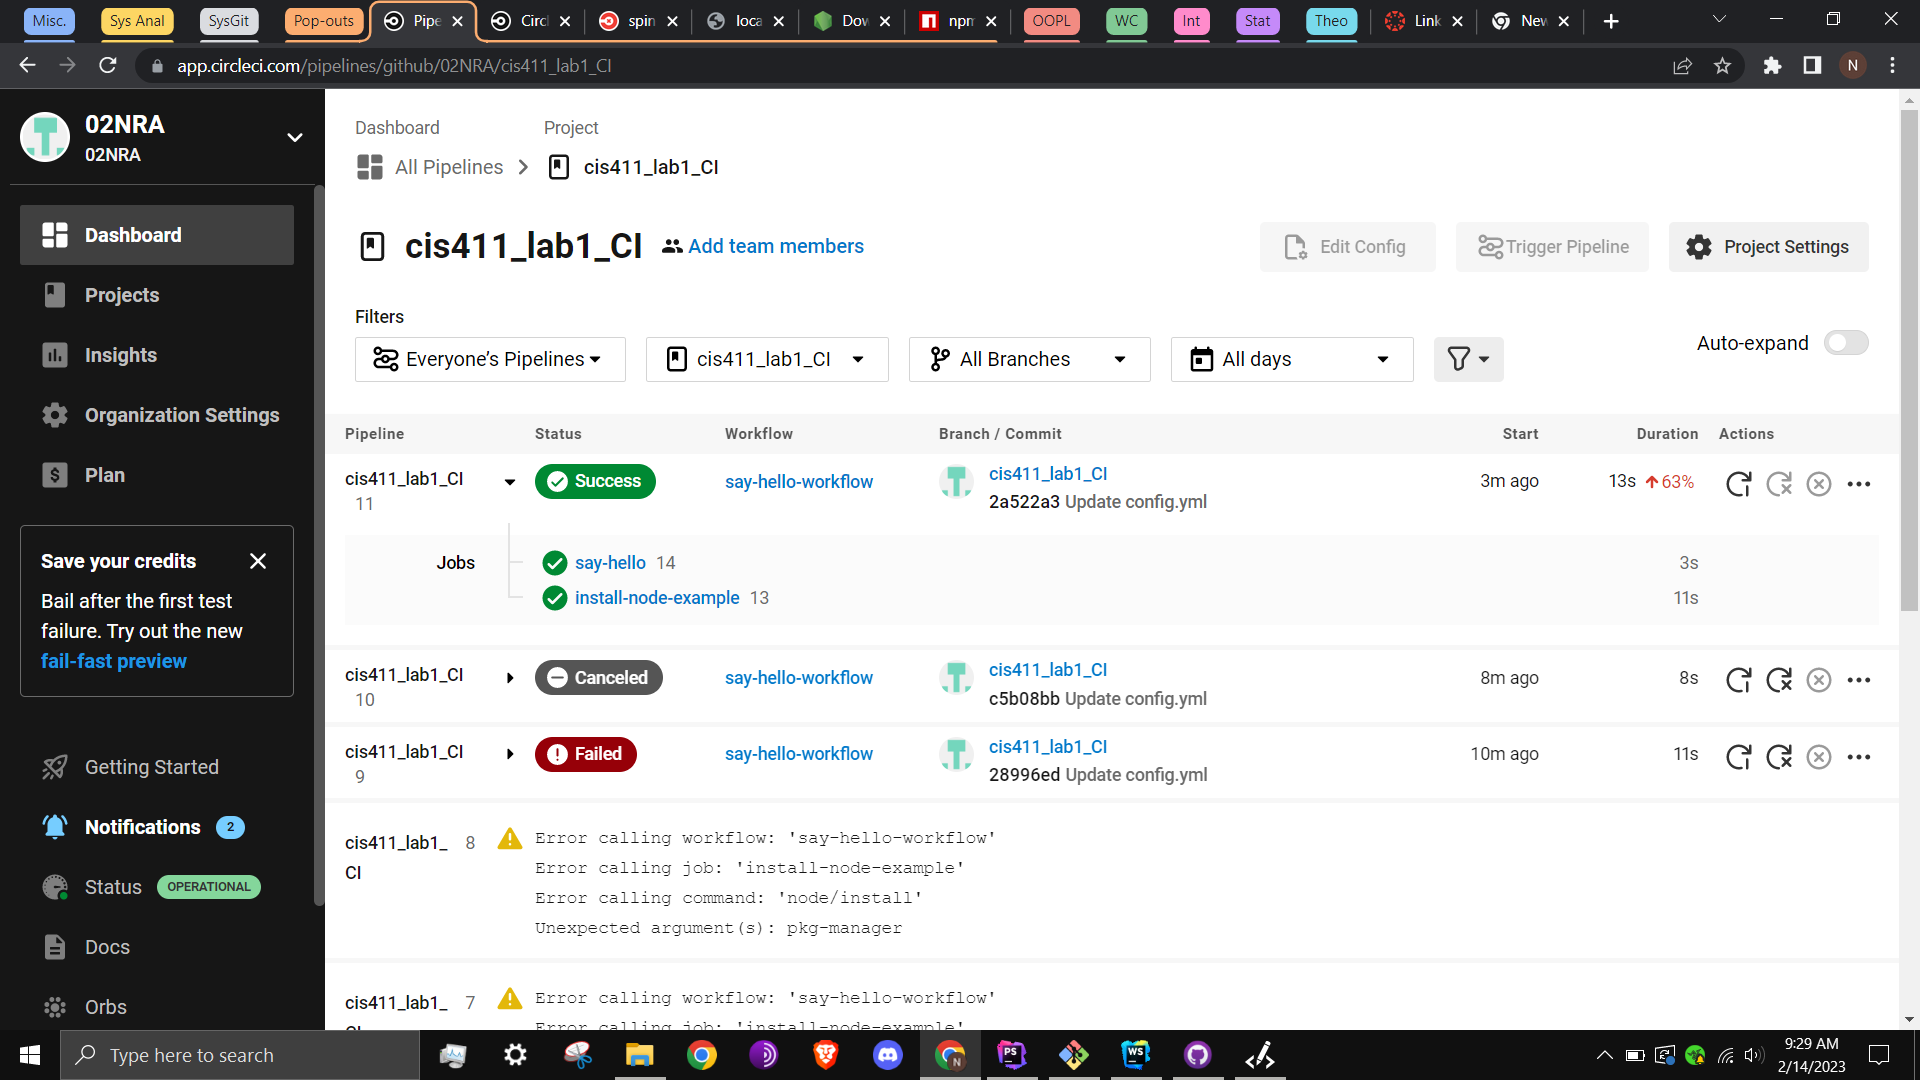 Misc. Sys Anal SysGit Pop-outs Pipe Circl spin loca Dow npm OOPL WC Int Stat Theo Link New
app.circleci.com/pipelines/github/02NRA/cis411_lab1_CI N
02NRA
02NRA
Dashboard
Projects
Insights
Organization Settings
Plan
Save your credits
Bail after the first test
failure. Try out the new
fail-fast preview
Getting Started
Notifications 2
Status OPERATIONAL
Docs
Orbs
Dashboard Project
All Pipelines cis411_lab1_CI
cis411_lab1_CI Add team members Edit Config Trigger Pipeline Project Settings
Filters
Everyone's Pipelines cis411_lab1_CI All Branches All days Auto-expand
Pipeline Status Workflow Branch / Commit Start Duration Actions
cis411_lab1_CI Success say-hello-workflow cis411_lab1_CI 3m ago 13s 63%
11 2a522a3 Update config.yml
Jobs say-hello 14 3s
install-node-example 13 11s
cis411_lab1_CI Canceled say-hello-workflow cis411_lab1_CI 8m ago 8s
10 c5b08bb Update config.yml
cis411_lab1_CI Failed say-hello-workflow cis411_lab1_CI 10m ago 11s
9 28996ed Update config.yml
cis411_lab1_ 8 Error calling workflow: 'say-hello-workflow'
CI Error calling job: 'install-node-example'
Error calling command: 'node/install'
Unexpected argument(s): pkg-manager
cis411_lab1_ 7 Error calling workflow: 'say-hello-workflow'
CI Error calling job: 'install-node-example'
Type here to search PS N WS 9:29 AM
2/14/2023